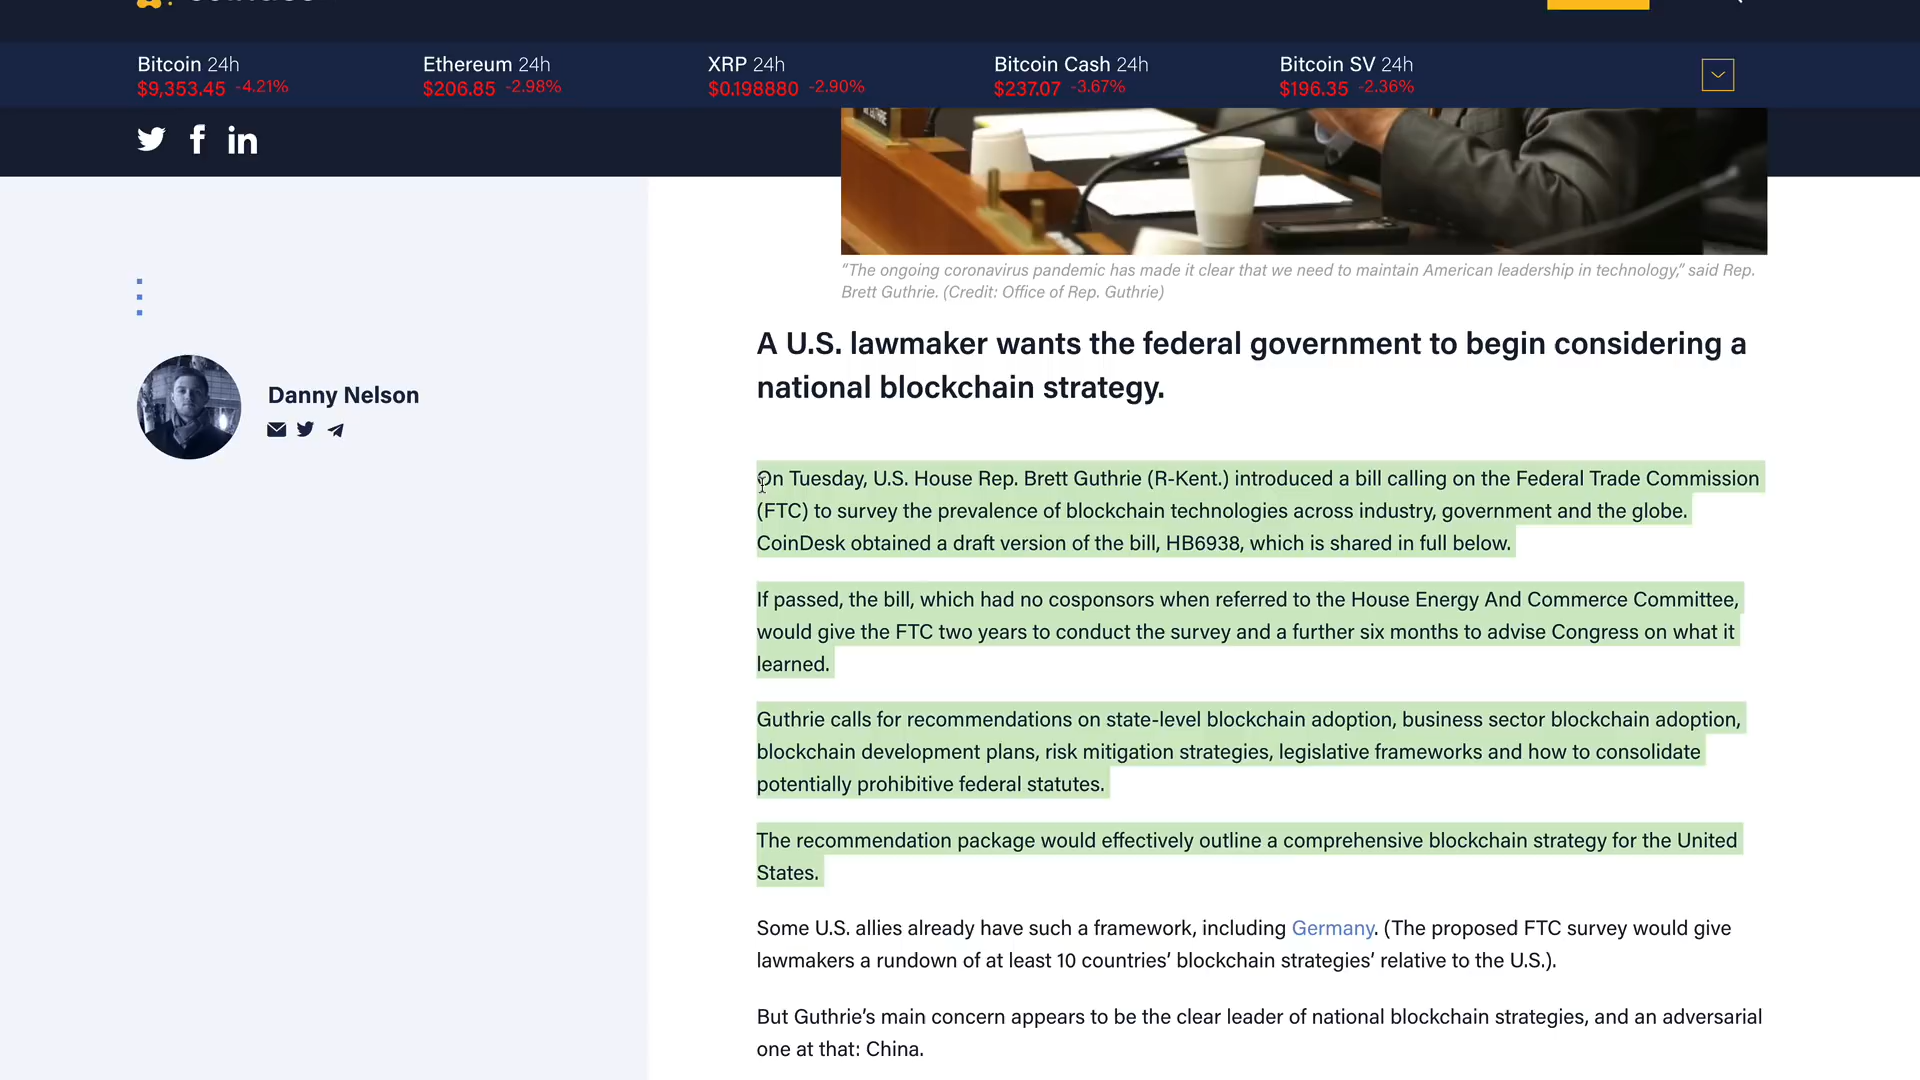 Bitcoin 24h
$9,353.45 -4.21%
Ethereum 24h
$206.85 -2.98%
XRP 24h
$0.198880 -2.90%
Bitcoin Cash 24h
$237.07 -3.67%
Bitcoin SV 24h
$196.35 -2.36%
GUTHRIE
“The ongoing coronavirus pandemic has made it clear that we need to maintain American leadership in technology,” said Rep.
Brett Guthrie. (Credit: Office of Rep. Guthrie)
Danny Nelson
A U.S. lawmaker wants the federal government to begin considering a
national blockchain strategy.
On Tuesday, U.S. House Rep. Brett Guthrie (R-Kent.) introduced a bill calling on the Federal Trade Commission
(FTC) to survey the prevalence of blockchain technologies across industry, government and the globe.
CoinDesk obtained a draft version of the bill, HB6938, which is shared in full below.
If passed, the bill, which had no cosponsors when referred to the House Energy And Commerce Committee,
would give the FTC two years to conduct the survey and a further six months to advise Congress on what it
learned.
Guthrie calls for recommendations on state-level blockchain adoption, business sector blockchain adoption,
blockchain development plans, risk mitigation strategies, legislative frameworks and how to consolidate
potentially prohibitive federal statutes.
The recommendation package would effectively outline a comprehensive blockchain strategy for the United
States.
Some U.S. allies already have such a framework, including Germany. (The proposed FTC survey would give
lawmakers a rundown of at least 10 countries’ blockchain strategies’ relative to the U.S.).
But Guthrie’s main concern appears to be the clear leader of national blockchain strategies, and an adversarial
one at that: China.